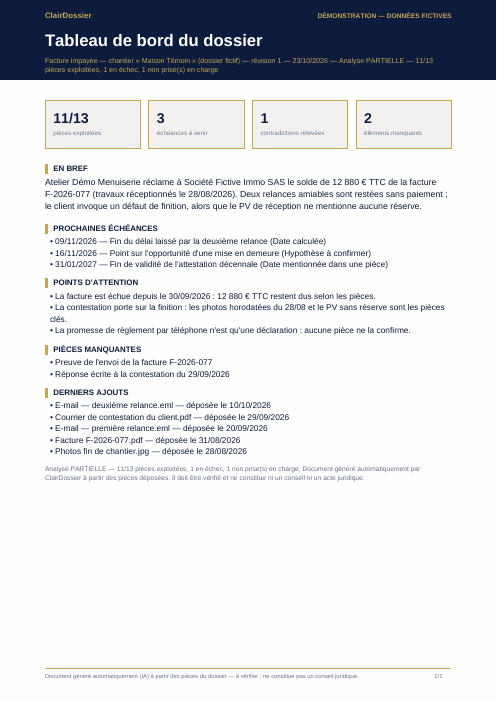 ClairDossier
DÉMONSTRATION — DONNÉES FICTIVES
Tableau de bord du dossier
Facture impayée — chantier « Maison Témoin » (dossier fictif) — révision 1 — 23/10/2026 — Analyse PARTIELLE — 11/13
pièces exploitées, 1 en échec, 1 non prise(s) en charge
11/13
pièces exploitées
3
échéances à venir
1
contradictions relevées
2
éléments manquants
EN BREF
Atelier Démo Menuiserie réclame à Société Fictive Immo SAS le solde de 12 880 € TTC de la facture
F-2026-077 (travaux réceptionnés le 28/08/2026). Deux relances amiables sont restées sans paiement ;
le client invoque un défaut de finition, alors que le PV de réception ne mentionne aucune réserve.
PROCHAINES ÉCHÉANCES
• 09/11/2026 — Fin du délai laissé par la deuxième relance (Date calculée)
• 16/11/2026 — Point sur l'opportunité d'une mise en demeure (Hypothèse à confirmer)
• 31/01/2027 — Fin de validité de l'attestation décennale (Date mentionnée dans une pièce)
POINTS D'ATTENTION
• La facture est échue depuis le 30/09/2026 : 12 880 € TTC restent dus selon les pièces.
• La contestation porte sur la finition : les photos horodatées du 28/08 et le PV sans réserve sont les pièces
clés.
• La promesse de règlement par téléphone n'est qu'une déclaration : aucune pièce ne la confirme.
PIÈCES MANQUANTES
• Preuve de l'envoi de la facture F-2026-077
• Réponse écrite à la contestation du 29/09/2026
DERNIERS AJOUTS
• E-mail — deuxième relance.eml — déposée le 10/10/2026
• Courrier de contestation du client.pdf — déposée le 29/09/2026
• E-mail — première relance.eml — déposée le 20/09/2026
• Facture F-2026-077.pdf — déposée le 31/08/2026
• Photos fin de chantier.jpg — déposée le 28/08/2026
Analyse PARTIELLE — 11/13 pièces exploitées, 1 en échec, 1 non prise(s) en charge. Document généré automatiquement par
ClairDossier à partir des pièces déposées. Il doit être vérifié et ne constitue ni un conseil ni un acte juridique.
Document généré automatiquement (IA) à partir des pièces du dossier — à vérifier ; ne constitue pas un conseil juridique.
1/1